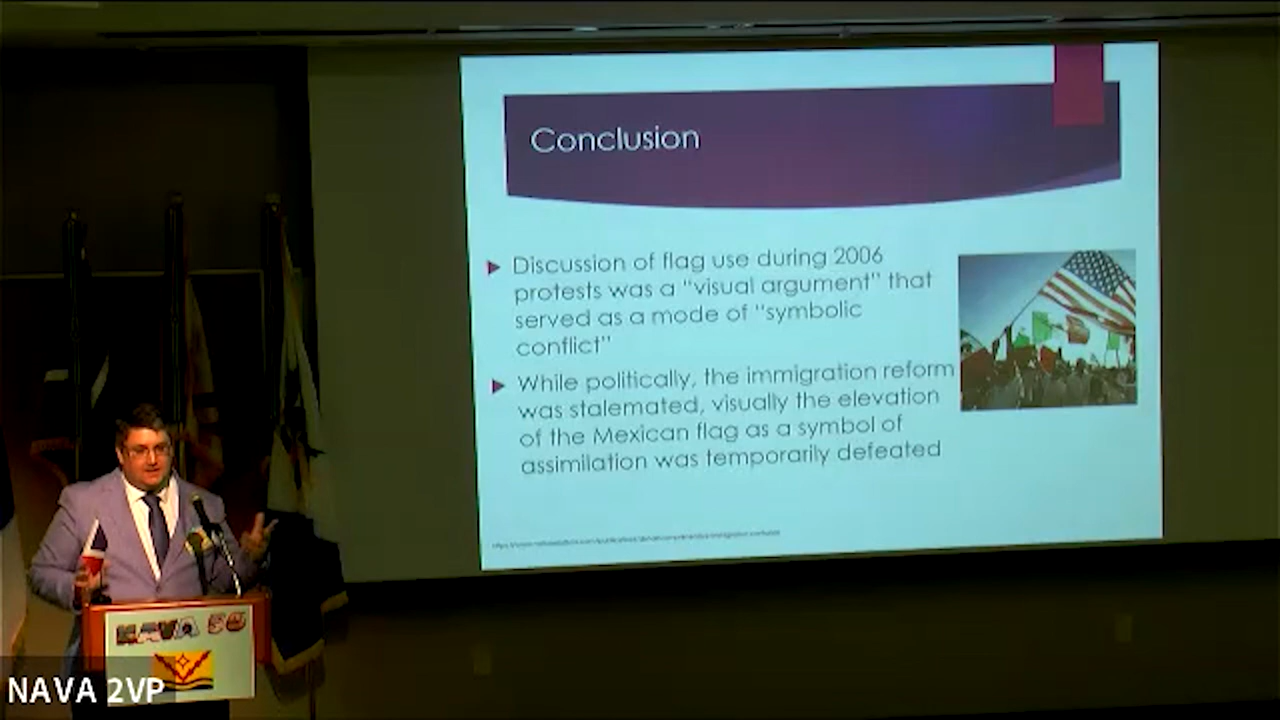 Conclusion
Discussion of flag use during 2006
protests was a “visual argument” that
served as a mode of “symbolic
conflict”
While politically, the immigration reform
was stalemated, visually the elevation
of the Mexican flag as a symbol of
assimilation was temporarily defeated
NAVA 56
NAVA 2VP